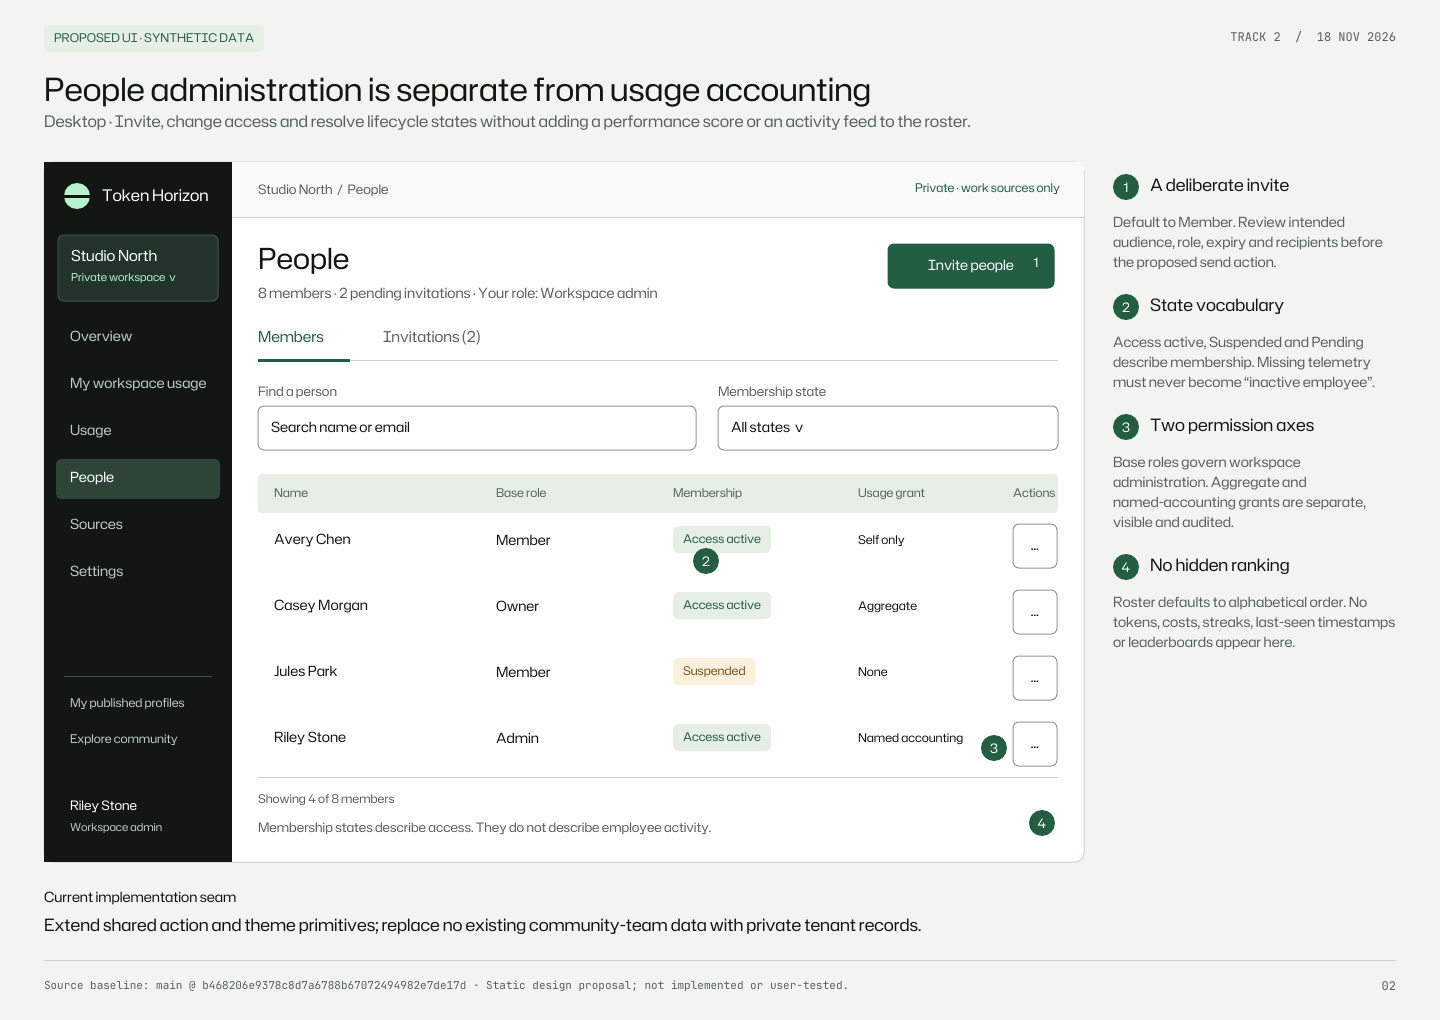 PROPOSED UI · SYNTHETIC DATA
TRACK 2 / 18 NOV 2026
People administration is separate from usage accounting
Desktop · Invite, change access and resolve lifecycle states without adding a performance score or an activity feed to the roster.
Token Horizon
Studio North
Private workspace v
Overview
My workspace usage
Usage
People
Sources
Settings
My published profiles
Explore community
Riley Stone
Workspace admin
Studio North / People
Private · work sources only
People
8 members · 2 pending invitations · Your role: Workspace admin
Invite people 1
Members
Invitations (2)
Find a person
Membership state
Search name or email
All states v
Name
Base role
Membership
Usage grant
Actions
Avery Chen
Member
Access active
Self only
...
2
Casey Morgan
Owner
Access active
Aggregate
...
Jules Park
Member
Suspended
None
...
Riley Stone
Admin
Access active
Named accounting
3
...
Showing 4 of 8 members
Membership states describe access. They do not describe employee activity.
4
1 A deliberate invite
Default to Member. Review intended
audience, role, expiry and recipients before
the proposed send action.
2 State vocabulary
Access active, Suspended and Pending
describe membership. Missing telemetry
must never become “inactive employee”.
3 Two permission axes
Base roles govern workspace
administration. Aggregate and
named-accounting grants are separate,
visible and audited.
4 No hidden ranking
Roster defaults to alphabetical order. No
tokens, costs, streaks, last-seen timestamps
or leaderboards appear here.
Current implementation seam
Extend shared action and theme primitives; replace no existing community-team data with private tenant records.
Source baseline: main @ b468206e9378c8d7a6788b67072494982e7de17d · Static design proposal; not implemented or user-tested.
02